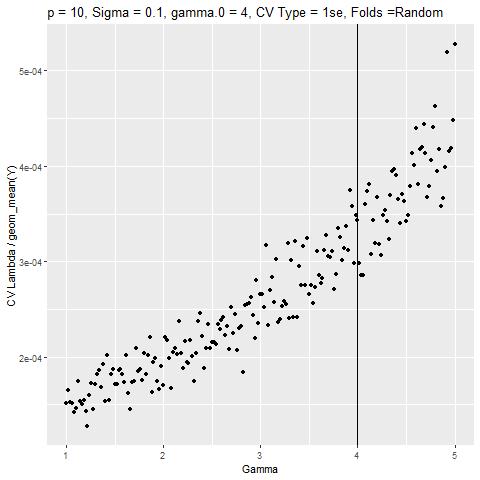 p = 10, Sigma = 0.1, gamma.0 = 4, CV Type = 1se, Folds =Random
5e-04
4e-04
3e-04
2e-04
CV Lambda / geom_mean(Y)
1
2
3
4
5
Gamma